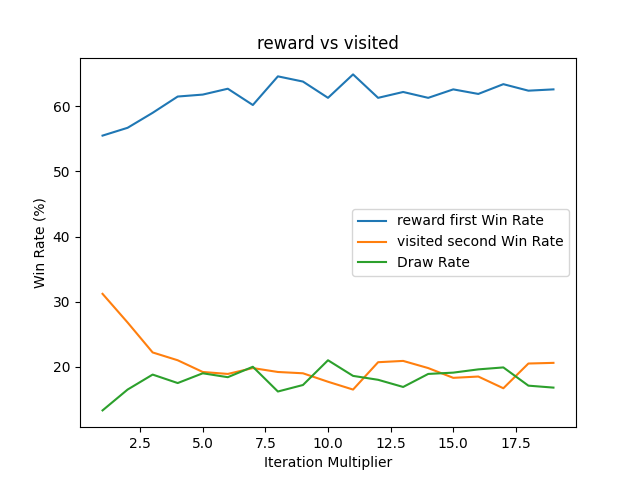 reward vs visited
Win Rate (%)
60
50
40
30
20
reward first Win Rate
visited second Win Rate
Draw Rate
2.5 5.0 7.5 10.0 12.5 15.0 17.5
Iteration Multiplier